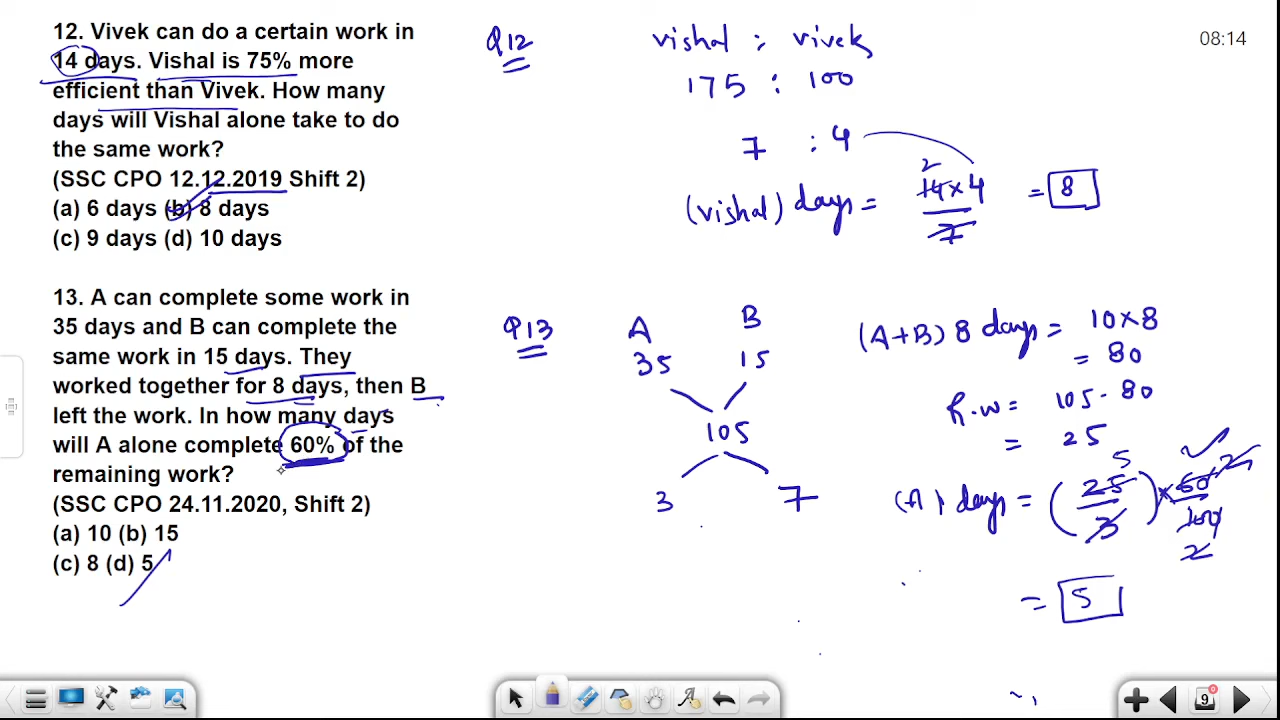 12. Vivek can do a certain work in
14 days. Vishal is 75% more
efficient than Vivek. How many
days will Vishal alone take to do
the same work?
(SSC CPO 12.12.2019 Shift 2)
(a) 6 days (b) 8 days
(c) 9 days (d) 10 days
Q12
vishal : vivek
175 : 100
7 : 4
(vishal) days = 14×4 / 7 = 8
2
08:14
13. A can complete some work in
35 days and B can complete the
same work in 15 days. They
worked together for 8 days, then B
left the work. In how many days
will A alone complete 60% of the
remaining work?
(SSC CPO 24.11.2020, Shift 2)
(a) 10 (b) 15
(c) 8 (d) 5
Q13
A B
35 15
105
3 7
(A+B) 8 days = 10×8
= 80
R.W = 105-80
= 25
(A) days = (25/3) × 60/100
5
2
= 5
9